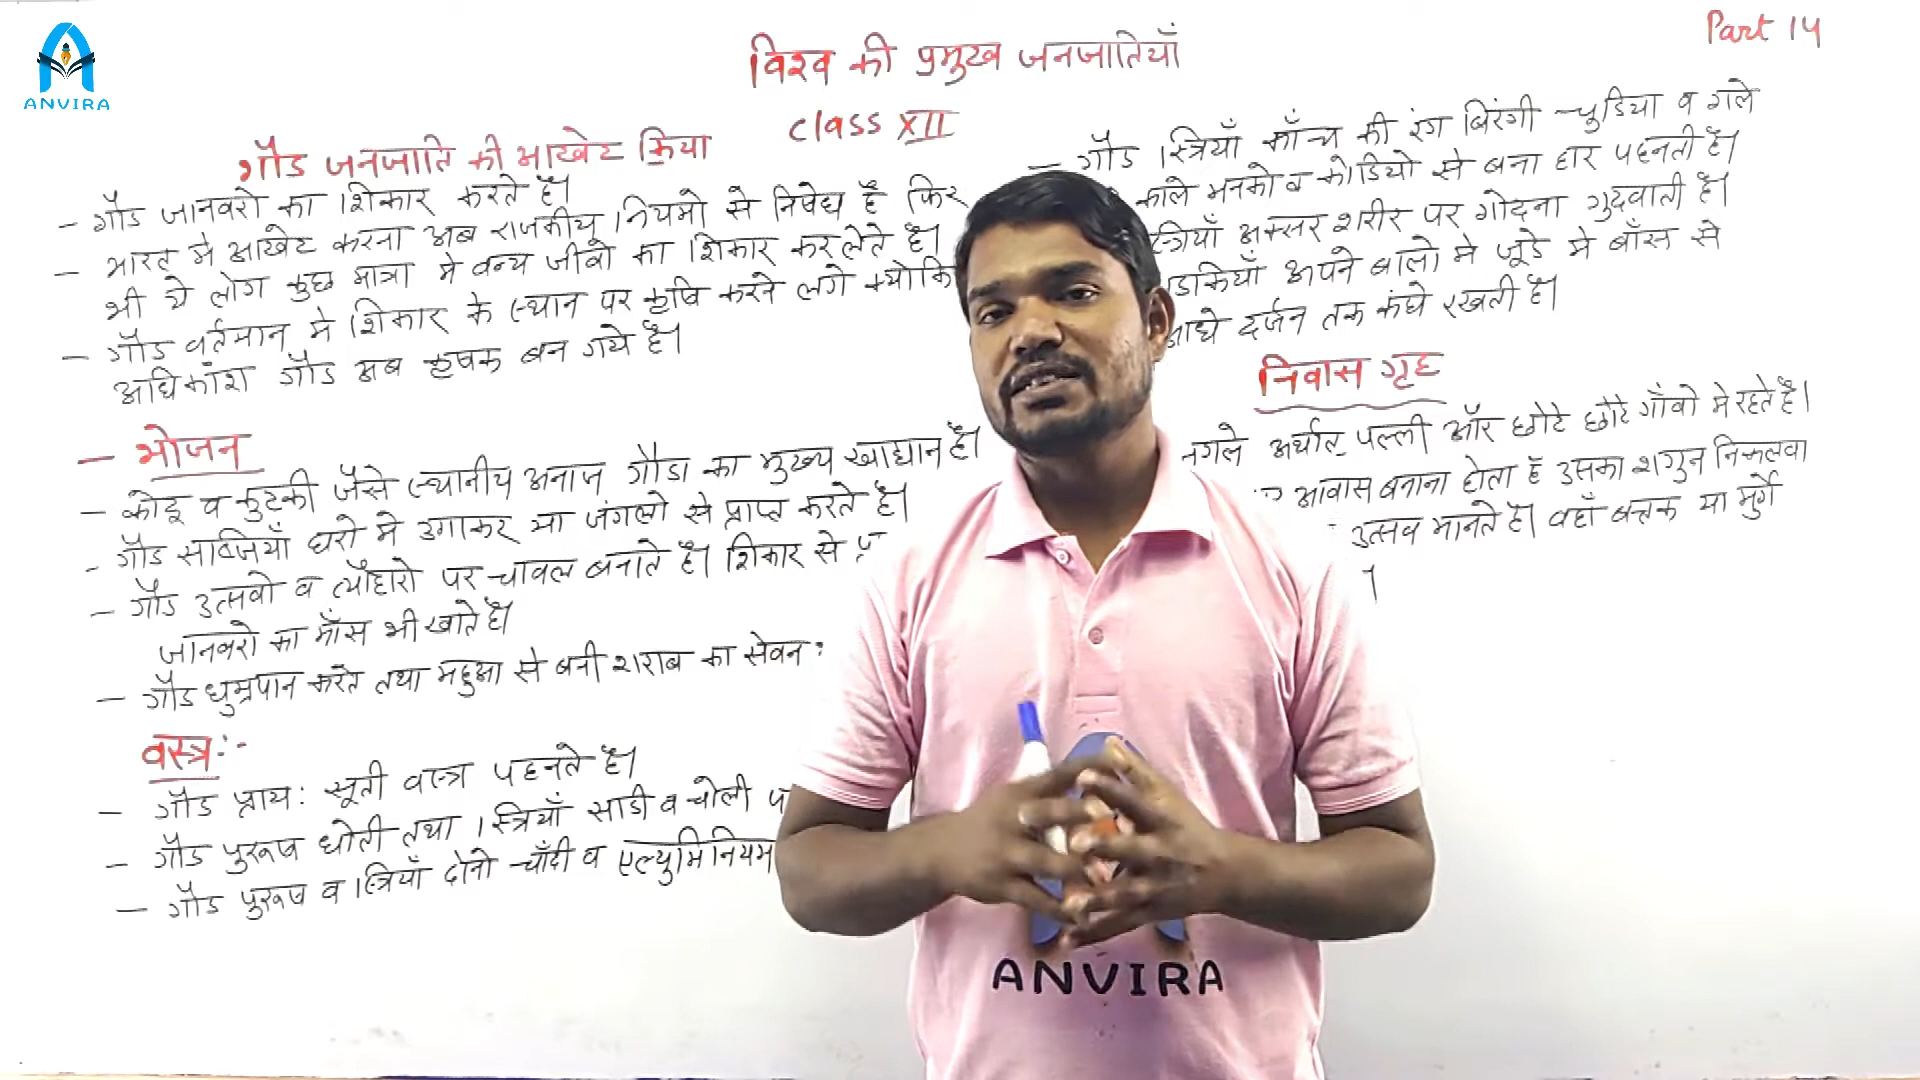 ANVIRA
Part 14
विश्व की प्रमुख जनजातियाँ
Class XII
गौंड जनजाति की आखेट क्रिया
– गौंड जानवरो का शिकार करते है।
– भारत मे आखेट करना अब राजकीय नियमो से निषेध है फिर
भी ये लोग कुछ मात्रा मे वन्य जीवो का शिकार कर लेते है।
– गौंड वर्तमान मे शिकार के स्थान पर कृषि करने लगे क्योकि
अधिकांश गौंड अब कृषक बन गये है।
– भोजन
– कोदू व कुटकी जैसे स्थानीय अनाज गौंडा का मुख्य खाद्यान है।
- गौंड सब्जियाँ घरो मे उगाकर या जंगलो से प्राप्त करते है।
– गौंड उत्सवो व त्यौहारो पर चावल बनाते है। शिकार से
जानवरो का माँस भी खाते है।
– गौंड धुम्रपान करते तथा महुआ से बनी शराब का सेवन
वस्त्र:-
– गौंड प्राय: सूती वस्त्र पहनते है।
– गौंड पुरूष धोती तथा स्त्रियाँ साडी व चोली
– गौंड पुरूष व स्त्रियाँ दोनो चाँदी व एल्युमिनियम
– गौंड स्त्रियाँ काँच की रंग बिरंगी चुडिया व गले
काले मनको व कोडियो से बना हार पहनती है।
स्त्रियाँ अक्सर शरीर पर गोदना गुदवाती है।
अपने बालो मे जूडे मे बाँस से
आधे दर्जन तक कंघे रखती है।
निवास गृह
नगले अर्थात पल्ली और छोटे छोटे गाँवो मे रहते है।
आवास बनाना होता है उसका शगुन निकलवा
उत्सव मानते है। वहाँ बत्तक या मुर्गे
ANVIRA